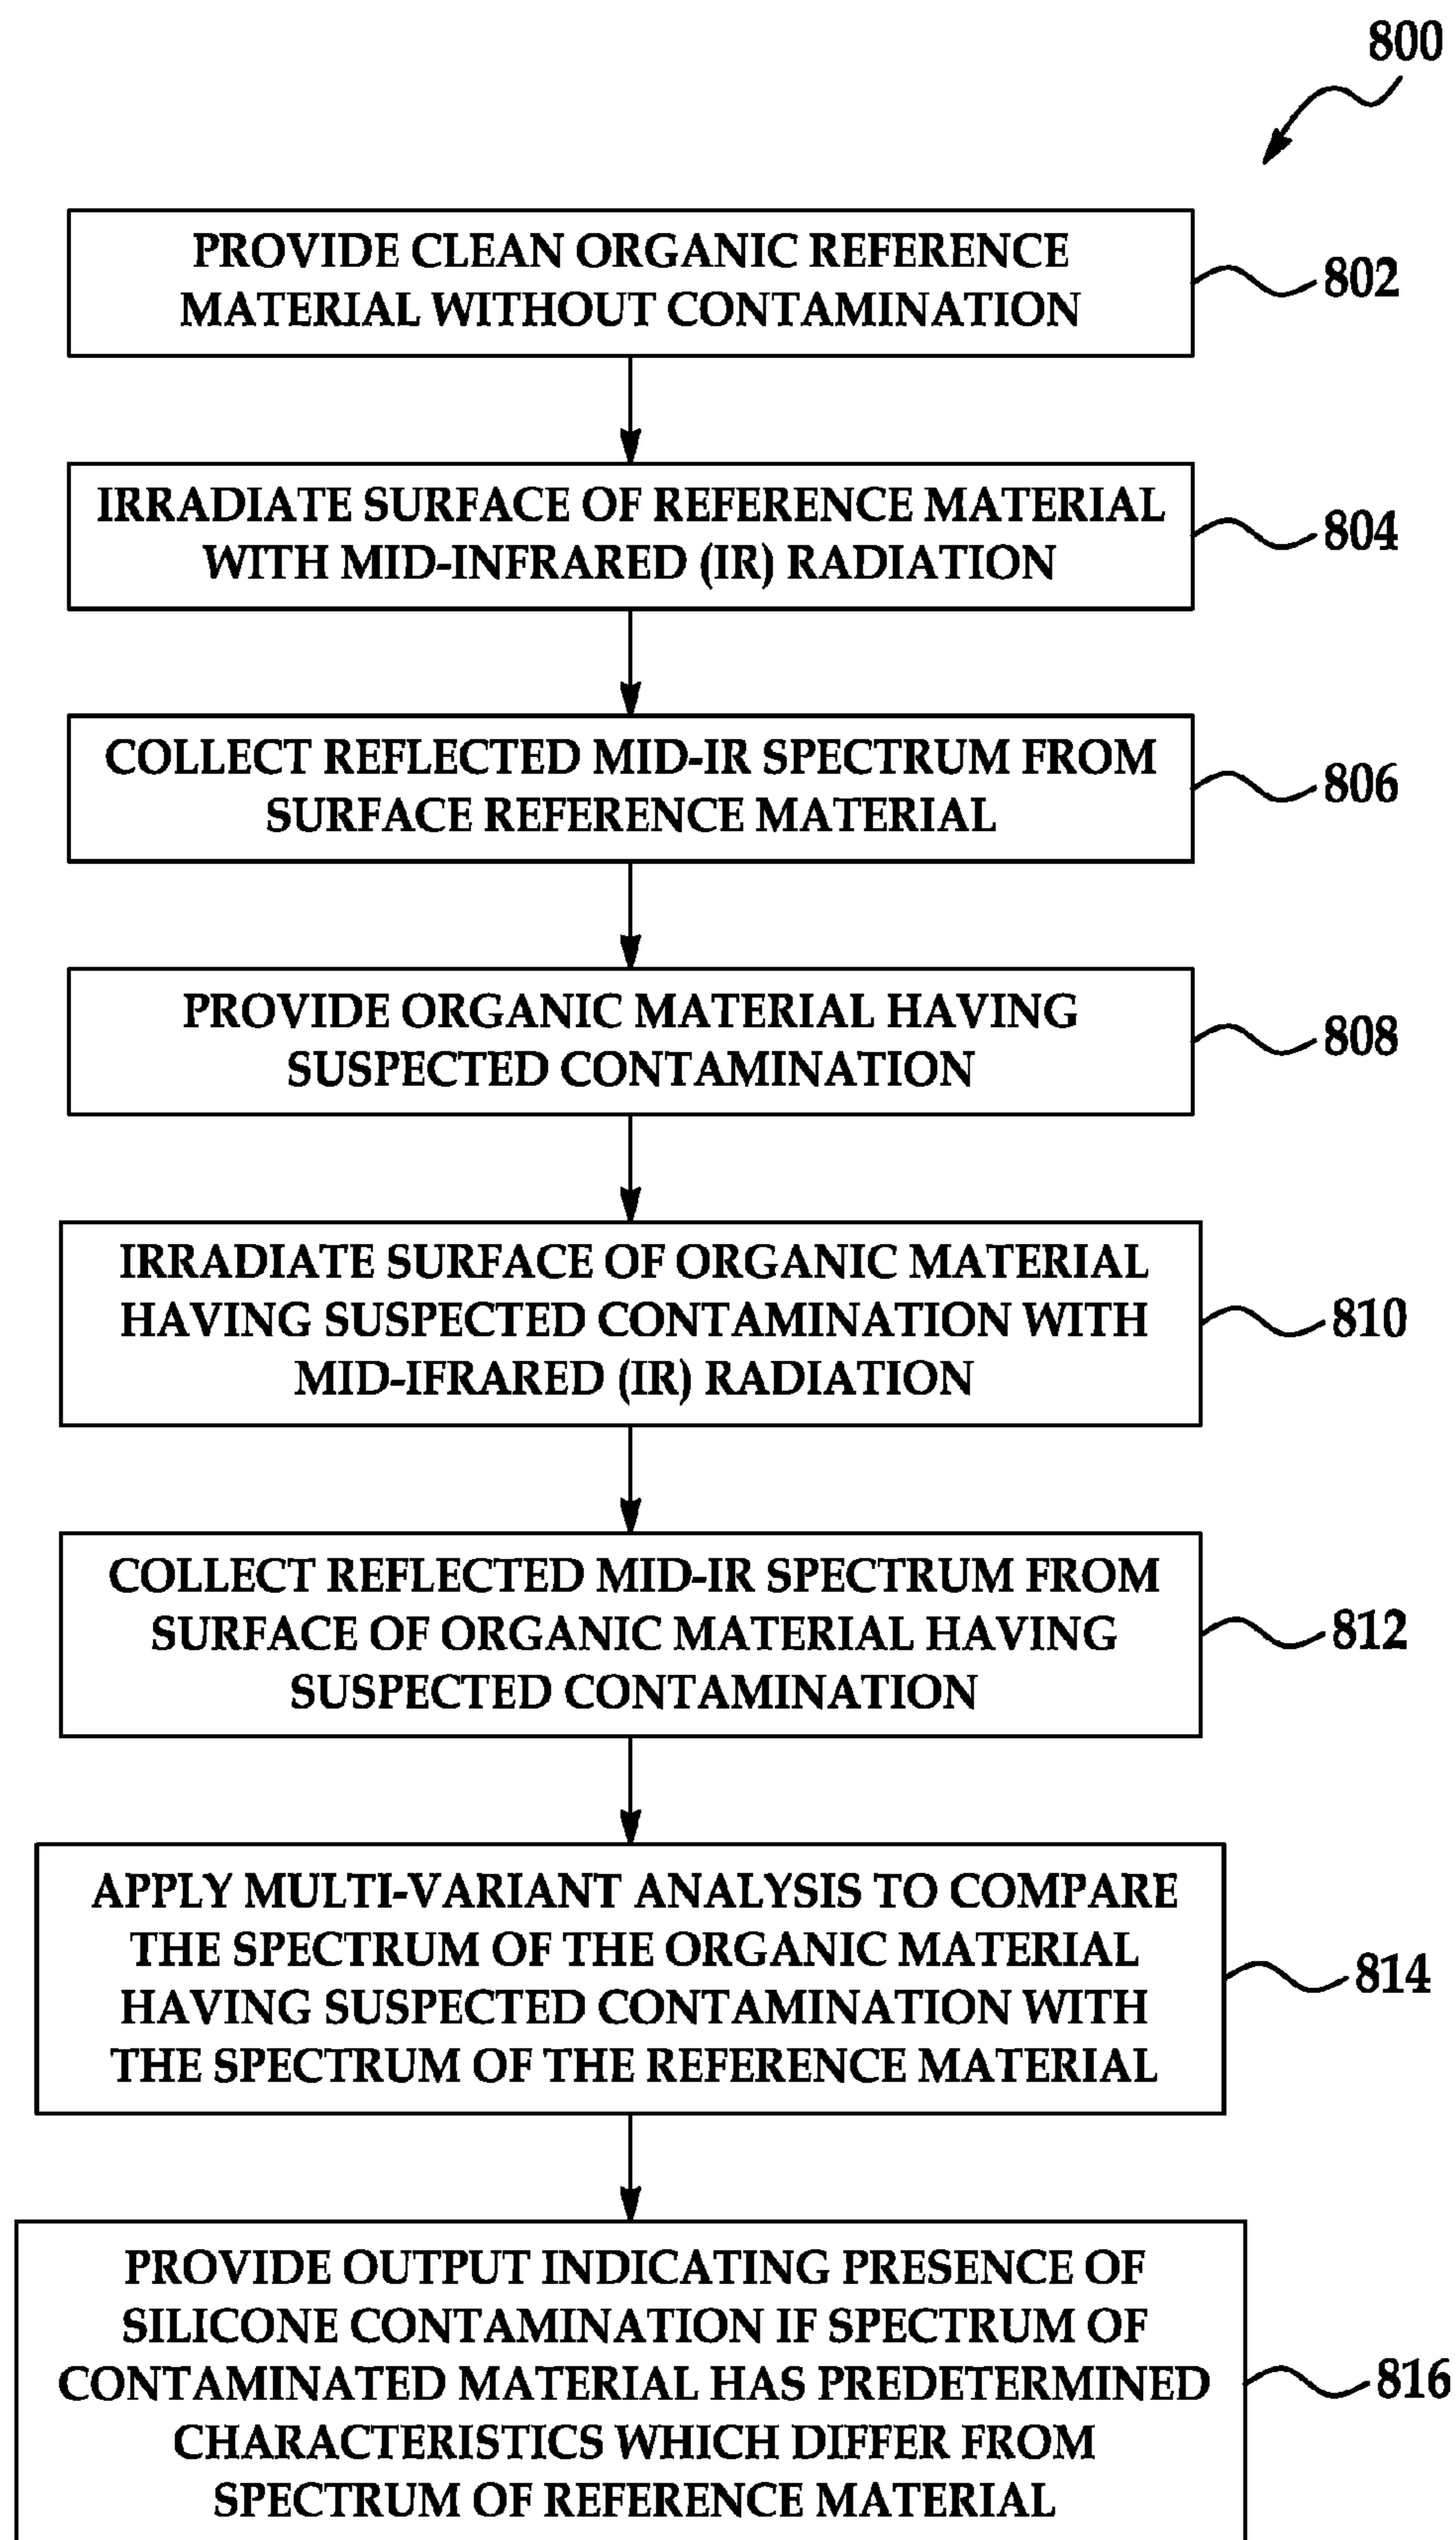 800
PROVIDE CLEAN ORGANIC REFERENCE
MATERIAL WITHOUT CONTAMINATION
802
IRRADIATE SURFACE OF REFERENCE MATERIAL
WITH MID-INFRARED (IR) RADIATION
804
COLLECT REFLECTED MID-IR SPECTRUM FROM
SURFACE REFERENCE MATERIAL
806
PROVIDE ORGANIC MATERIAL HAVING
SUSPECTED CONTAMINATION
808
IRRADIATE SURFACE OF ORGANIC MATERIAL
HAVING SUSPECTED CONTAMINATION WITH
MID-IFRARED (IR) RADIATION
810
COLLECT REFLECTED MID-IR SPECTRUM FROM
SURFACE OF ORGANIC MATERIAL HAVING
SUSPECTED CONTAMINATION
812
APPLY MULTI-VARIANT ANALYSIS TO COMPARE
THE SPECTRUM OF THE ORGANIC MATERIAL
HAVING SUSPECTED CONTAMINATION WITH
THE SPECTRUM OF THE REFERENCE MATERIAL
814
PROVIDE OUTPUT INDICATING PRESENCE OF
SILICONE CONTAMINATION IF SPECTRUM OF
CONTAMINATED MATERIAL HAS PREDETERMINED
CHARACTERISTICS WHICH DIFFER FROM
SPECTRUM OF REFERENCE MATERIAL
816